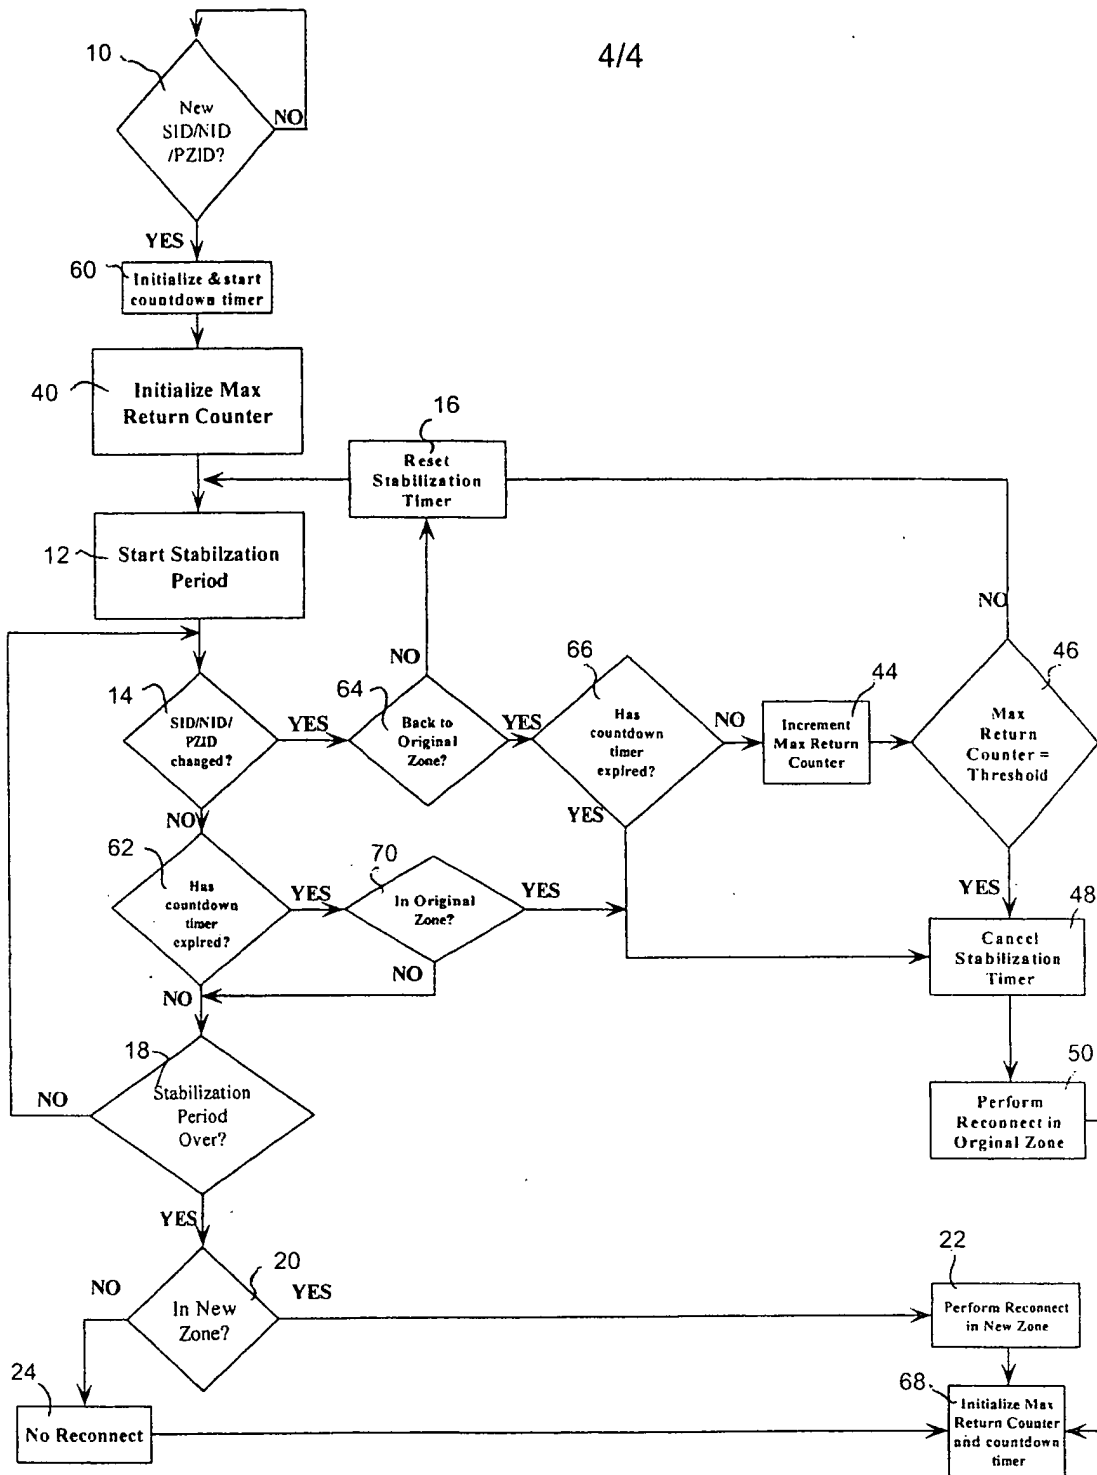 4/4
10
New
SID/NID
/PZID?
NO
YES
60
Initialize & start
countdown timer
40
Initialize Max
Return Counter
16
Reset
Stabilization
Timer
12
Start Stabilzation
Period
NO
NO
14
SID/NID/
PZID
changed?
YES
64
Back to
Original
Zone?
YES
66
Has
countdown
timer
expired?
NO
44
Increment
Max Return
Counter
46
Max
Return
Counter =
Threshold
NO
YES
YES
62
Has
countdown
timer
expired?
YES
70
In Original
Zone?
YES
NO
NO
48
Cancel
Stabilization
Timer
18
Stabilization
Period
Over?
NO
YES
50
Perform
Reconnect in
Orginal Zone
20
In New
Zone?
NO
YES
22
Perform Reconnect
in New Zone
24
No Reconnect
68
Initialize Max
Return Counter
and countdown
timer